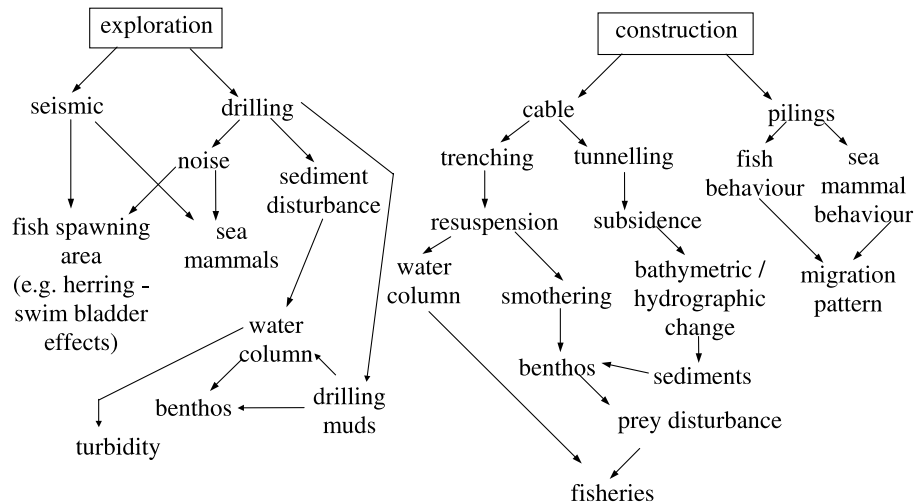 exploration
seismic
drilling
noise
sediment
disturbance
fish spawning
area
(e.g. herring -
swim bladder
effects)
sea
mammals
water
column
benthos
drilling
muds
turbidity
construction
cable
pilings
trenching
tunnelling
fish
behaviour
sea
mammal
behaviour
resuspension
subsidence
water
column
smothering
bathymetric /
hydrographic
change
migration
pattern
benthos
sediments
prey disturbance
fisheries